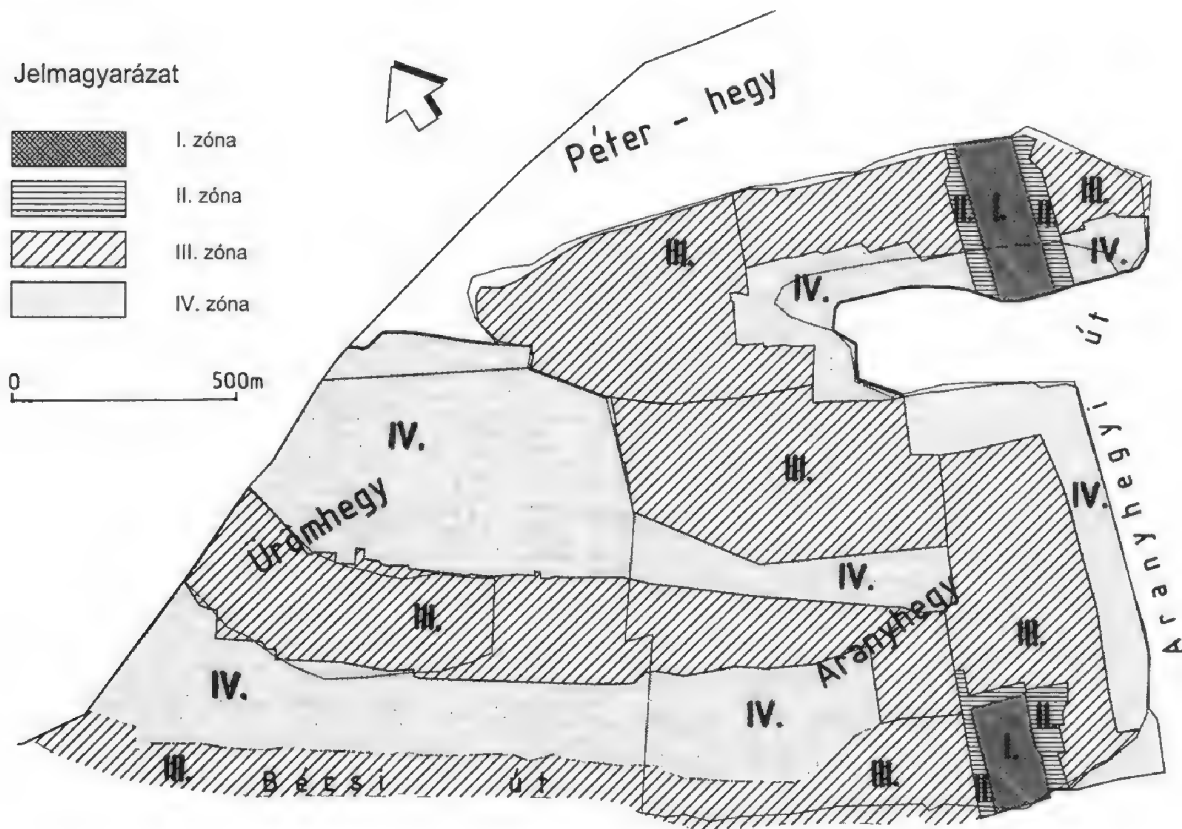 Jelmagyarázat
I. zóna
II. zóna
III. zóna
IV. zóna
0 500m
Péter - hegy
III.
II. I. II.
III.
IV.
IV.
út
Aranyhegyi
IV.
III.
IV.
Ürömhegy
IV.
III.
Aranyhegy
III.
IV.
IV.
II.
I.
III.
III.
II.
Bécsi út